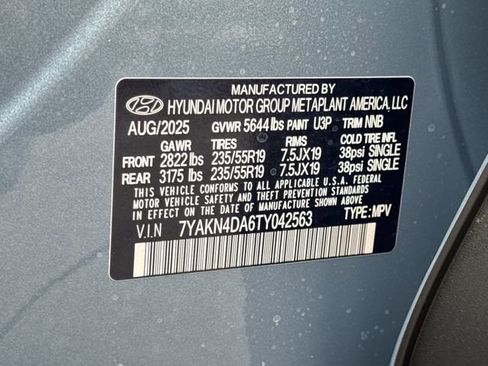 MANUFACTURED BY
HYUNDAI MOTOR GROUP METAPLANT AMERICA, LLC
AUG/2025 GVWR 5644 lbs PAINT U3P TRIM NNB
GAWR TIRES RIMS COLD TIRE INFL
FRONT 2822 lbs 235/55R19 7.5JX19 38psi SINGLE
REAR 3175 lbs 235/55R19 7.5JX19 38psi SINGLE
THIS VEHICLE CONFORMS TO ALL APPLICABLE U.S.A. FEDERAL
MOTOR VEHICLE SAFETY, BUMPER, AND THEFT PREVENTION STANDARDS
IN EFFECT ON THE DATE OF MANUFACTURE SHOWN ABOVE.
V.I.N 7YAKN4DA6TY042563 TYPE: MPV